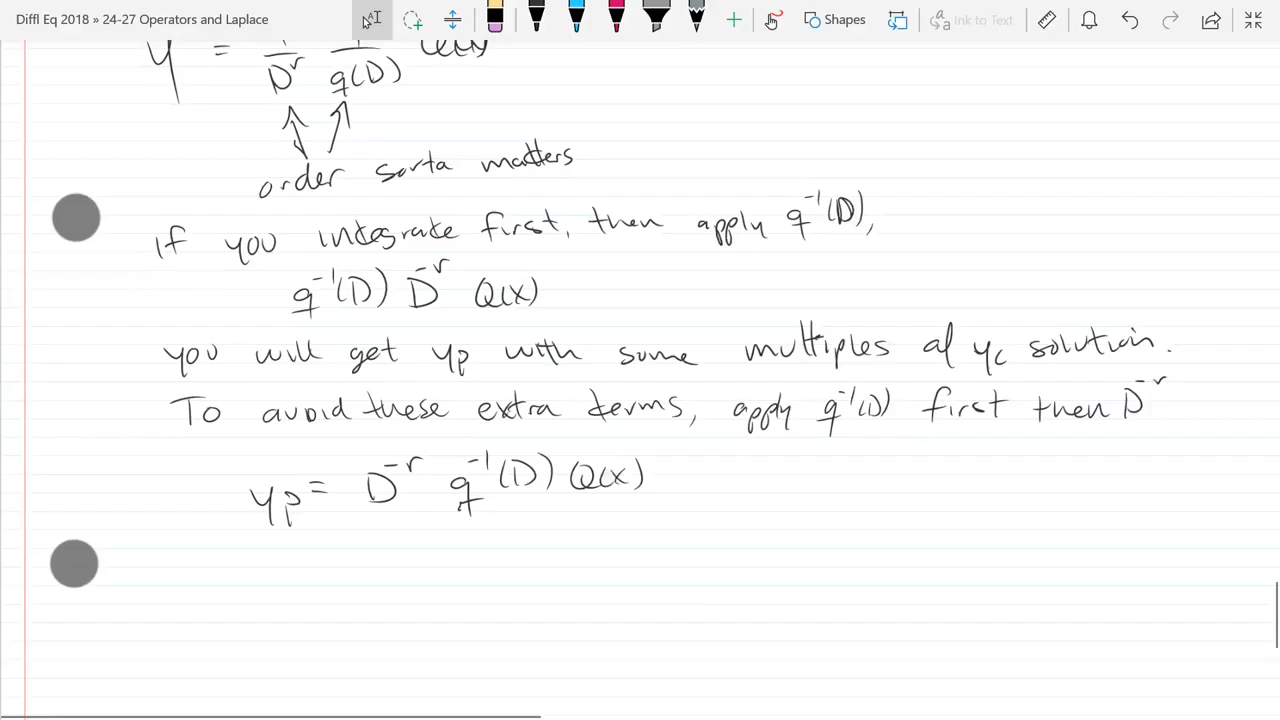 Diffl Eq 2018 » 24-27 Operators and Laplace
Shapes
Ink to Text
y = 1/D^r 1/q(D) Q(x)
order sorta matters
If you integrate first, then apply q^-1(D),
q^-1(D) D^-r Q(x)
you will get yp with some multiples of yc solution.
To avoid these extra terms, apply q^-1(D) first then D^-r
yp = D^-r q^-1(D) Q(x)